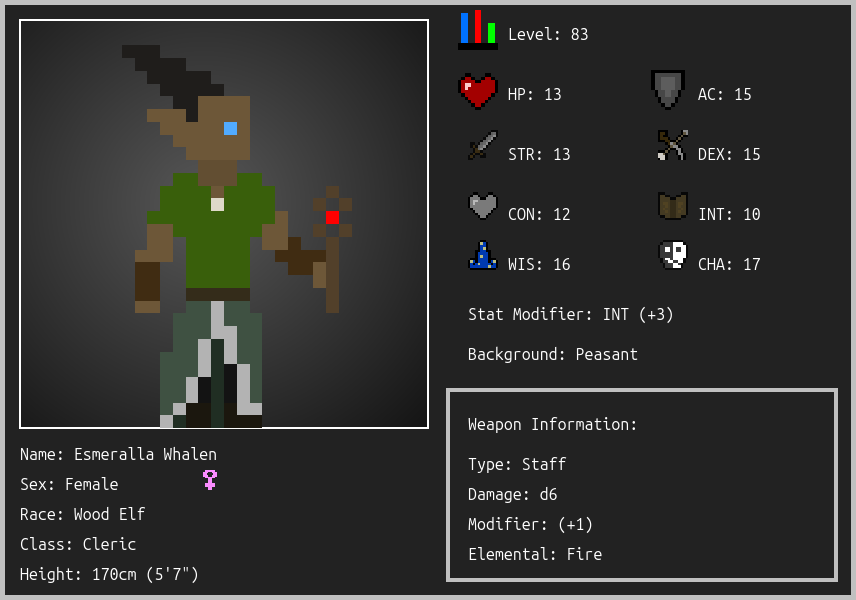 Level: 83
HP: 13
AC: 15
STR: 13
DEX: 15
CON: 12
INT: 10
WIS: 16
CHA: 17
Stat Modifier: INT (+3)
Background: Peasant
Weapon Information:
Type: Staff
Damage: d6
Modifier: (+1)
Elemental: Fire
Name: Esmeralla Whalen
Sex: Female
Race: Wood Elf
Class: Cleric
Height: 170cm (5'7")